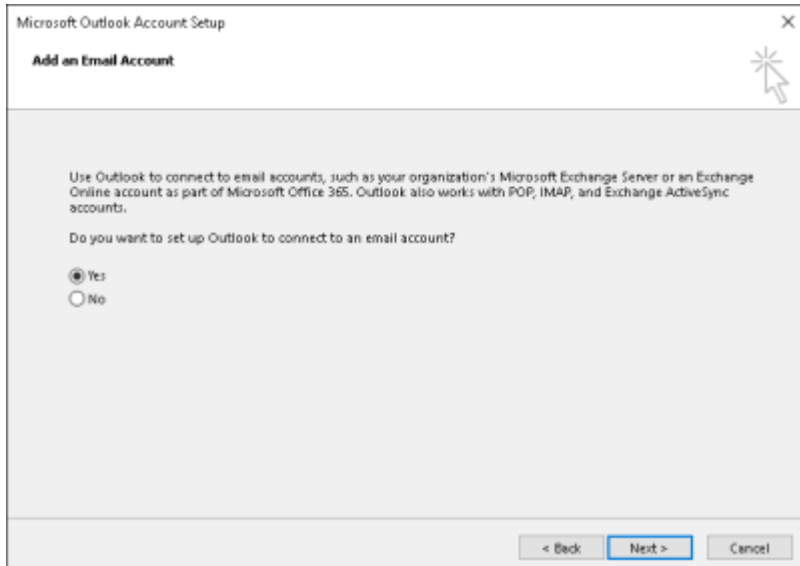 Microsoft Outlook Account Setup
Add an Email Account
Use Outlook to connect to email accounts, such as your organization's Microsoft Exchange Server or an Exchange
Online account as part of Microsoft Office 365. Outlook also works with POP, IMAP, and Exchange ActiveSync
accounts.
Do you want to set up Outlook to connect to an email account?
Yes
No
< Back Next > Cancel